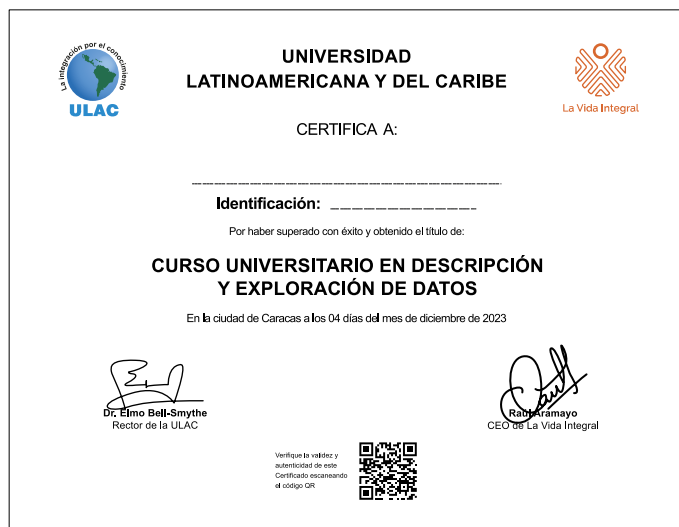 La integración por el conocimiento
ULAC
UNIVERSIDAD
LATINOAMERICANA Y DEL CARIBE
La Vida Integral
CERTIFICA A:
Identificación:
Por haber superado con éxito y obtenido el título de:
CURSO UNIVERSITARIO EN DESCRIPCIÓN
Y EXPLORACIÓN DE DATOS
En la ciudad de Caracas a los 04 días del mes de diciembre de 2023
Dr. Elmo Bell-Smythe
Rector de la ULAC
Raúl Aramayo
CEO de La Vida Integral
Verifique la validez y
autenticidad de este
Certificado escaneando
el código QR